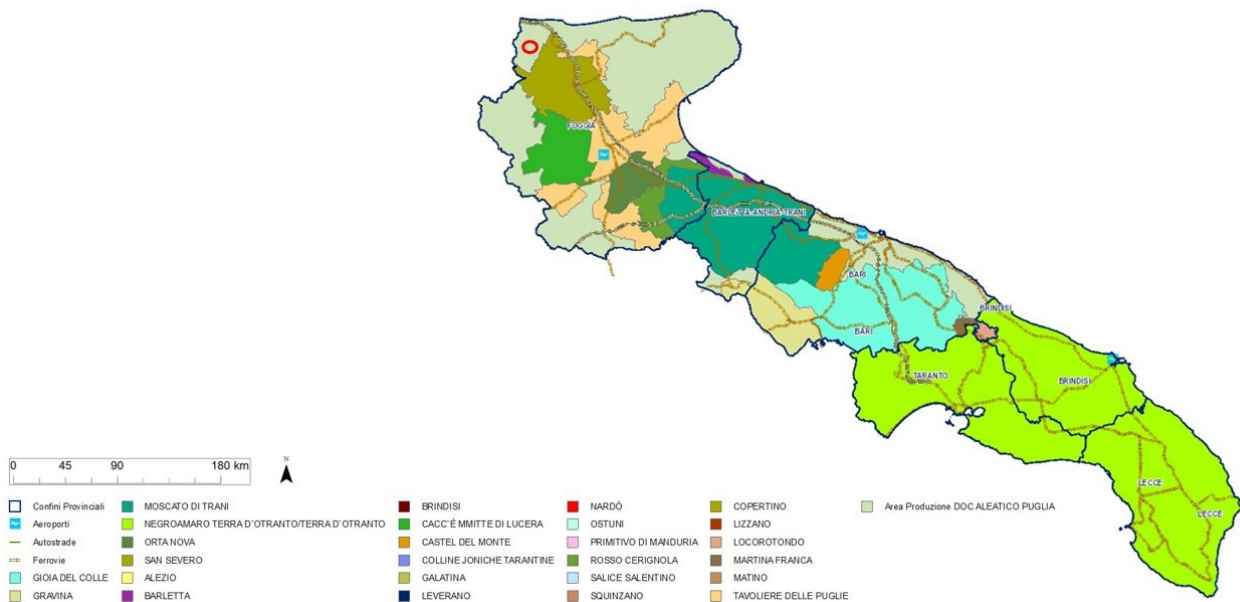 FOGGIA
BARLETTA-ANDRIA-TRANI
BARI
BARI
BRINDISI
TARANTO
BRINDISI
LECCE
LECCE
0 45 90 180 km
N
Confini Provinciali
Aeroporti
Autostrade
Ferrovie
GIOIA DEL COLLE
GRAVINA
MOSCATO DI TRANI
NEGROAMARO TERRA D'OTRANTO/TERRA D'OTRANTO
ORTA NOVA
SAN SEVERO
ALEZIO
BARLETTA
BRINDISI
CACC'È MMITTE DI LUCERA
CASTEL DEL MONTE
COLLINE JONICHE TARANTINE
GALATINA
LEVERANO
NARDÒ
OSTUNI
PRIMITIVO DI MANDURIA
ROSSO CERIGNOLA
SALICE SALENTINO
SQUINZANO
COPERTINO
LIZZANO
LOCOROTONDO
MARTINA FRANCA
MATINO
TAVOLIERE DELLE PUGLIE
Area Produzione DOC ALEATICO PUGLIA